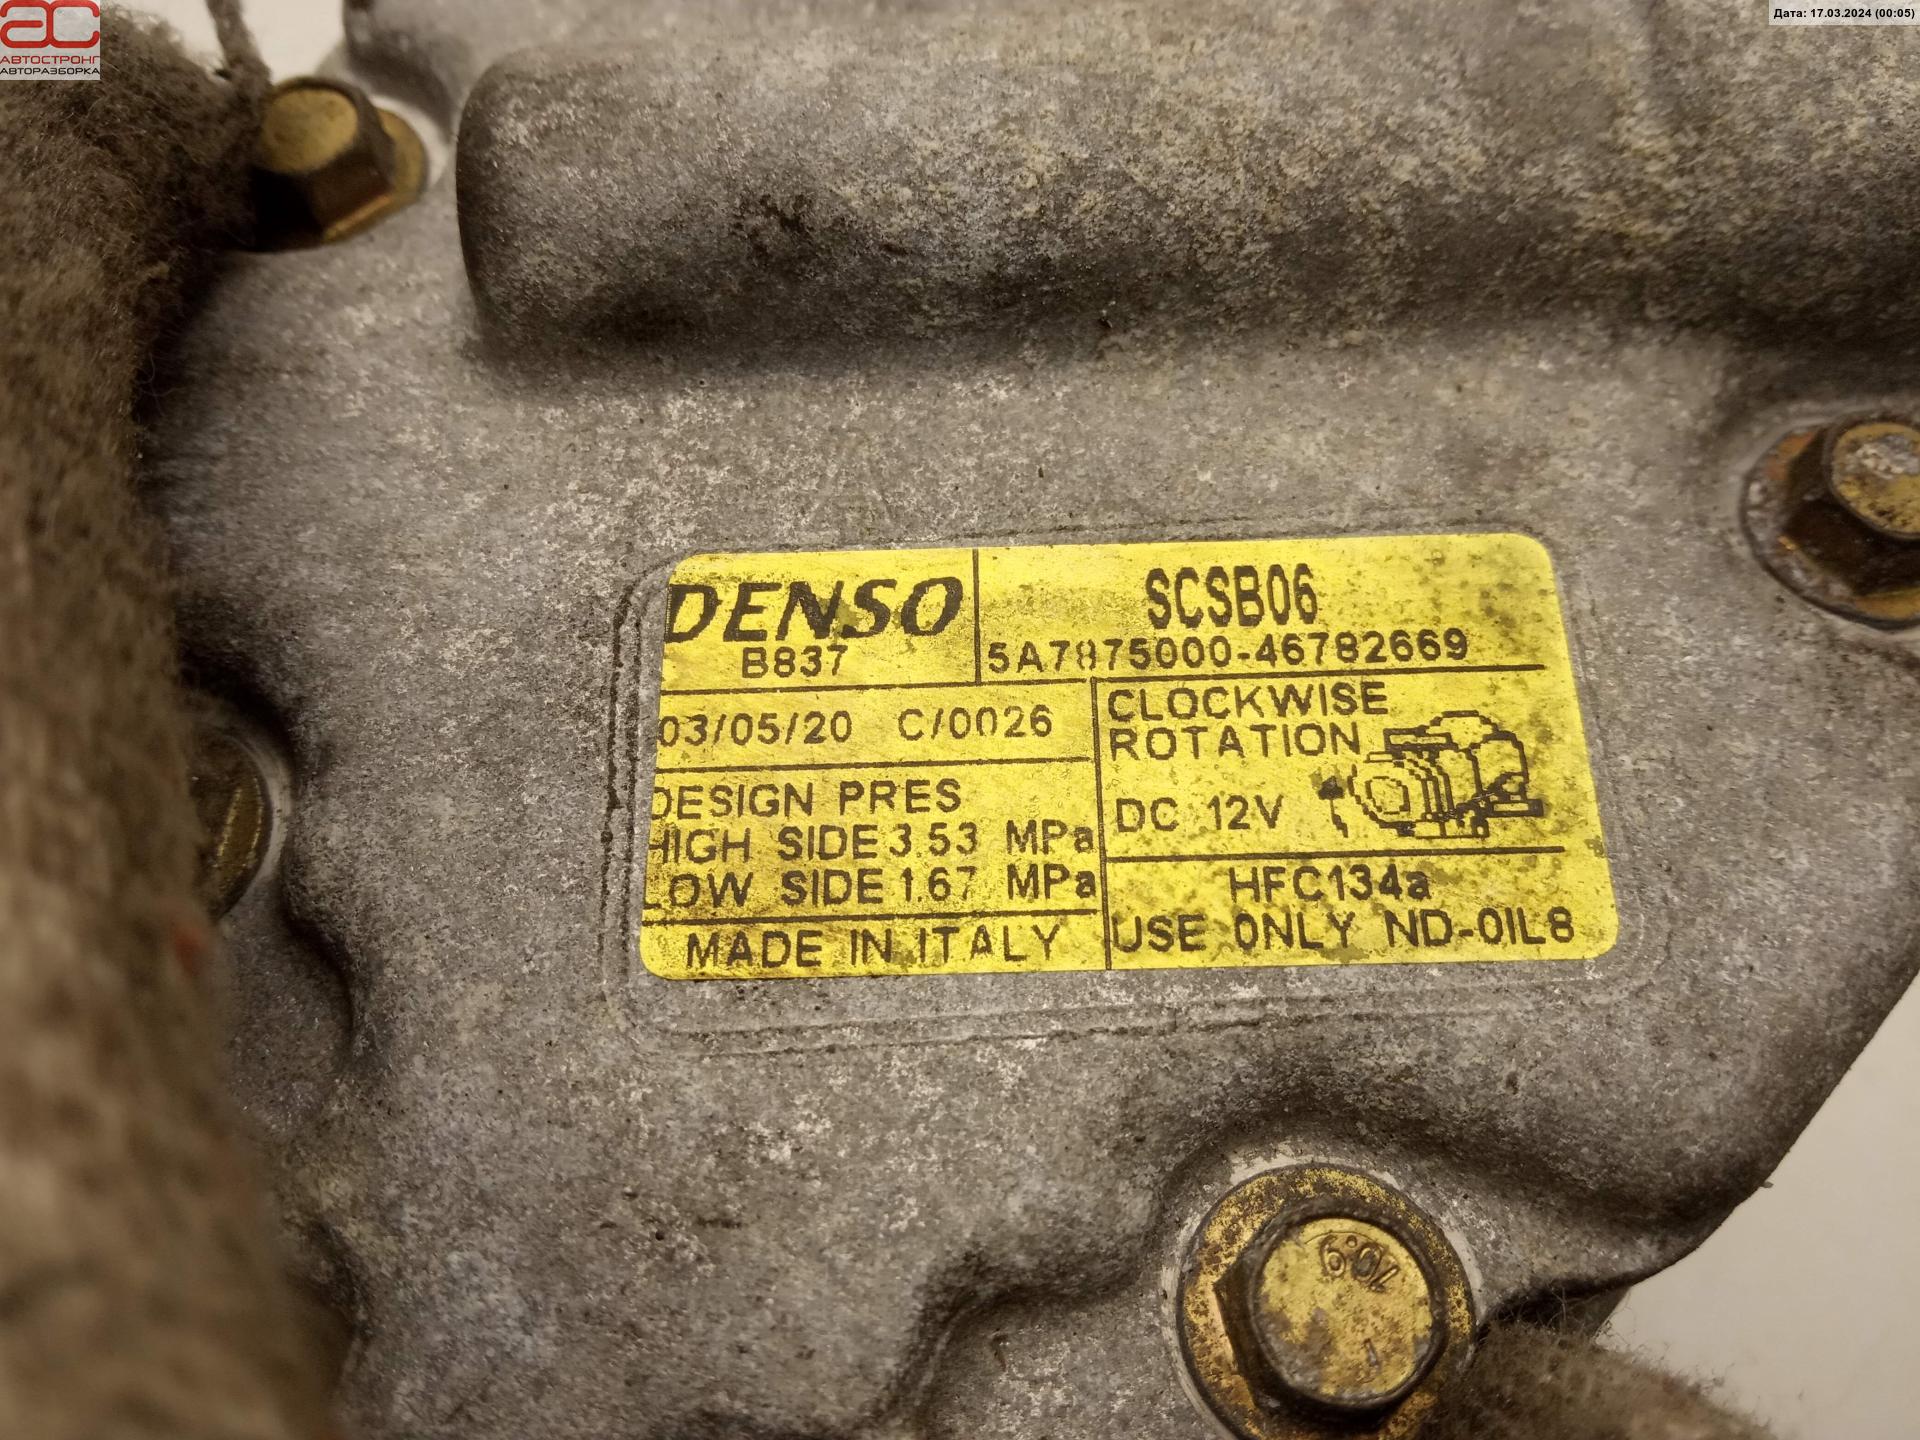 ac
АВТОСТРОНГ
АВТОРАЗБОРКА
Дата: 17.03.2024 (00:05)
DENSO
B837
SCSB06
5A7875000-46782669
03/05/20 C/0026
CLOCKWISE
ROTATION
DC 12V
DESIGN PRES
HIGH SIDE 3.53 MPa
LOW SIDE 1.67 MPa
HFC134a
USE ONLY ND-OIL8
MADE IN ITALY
10.9